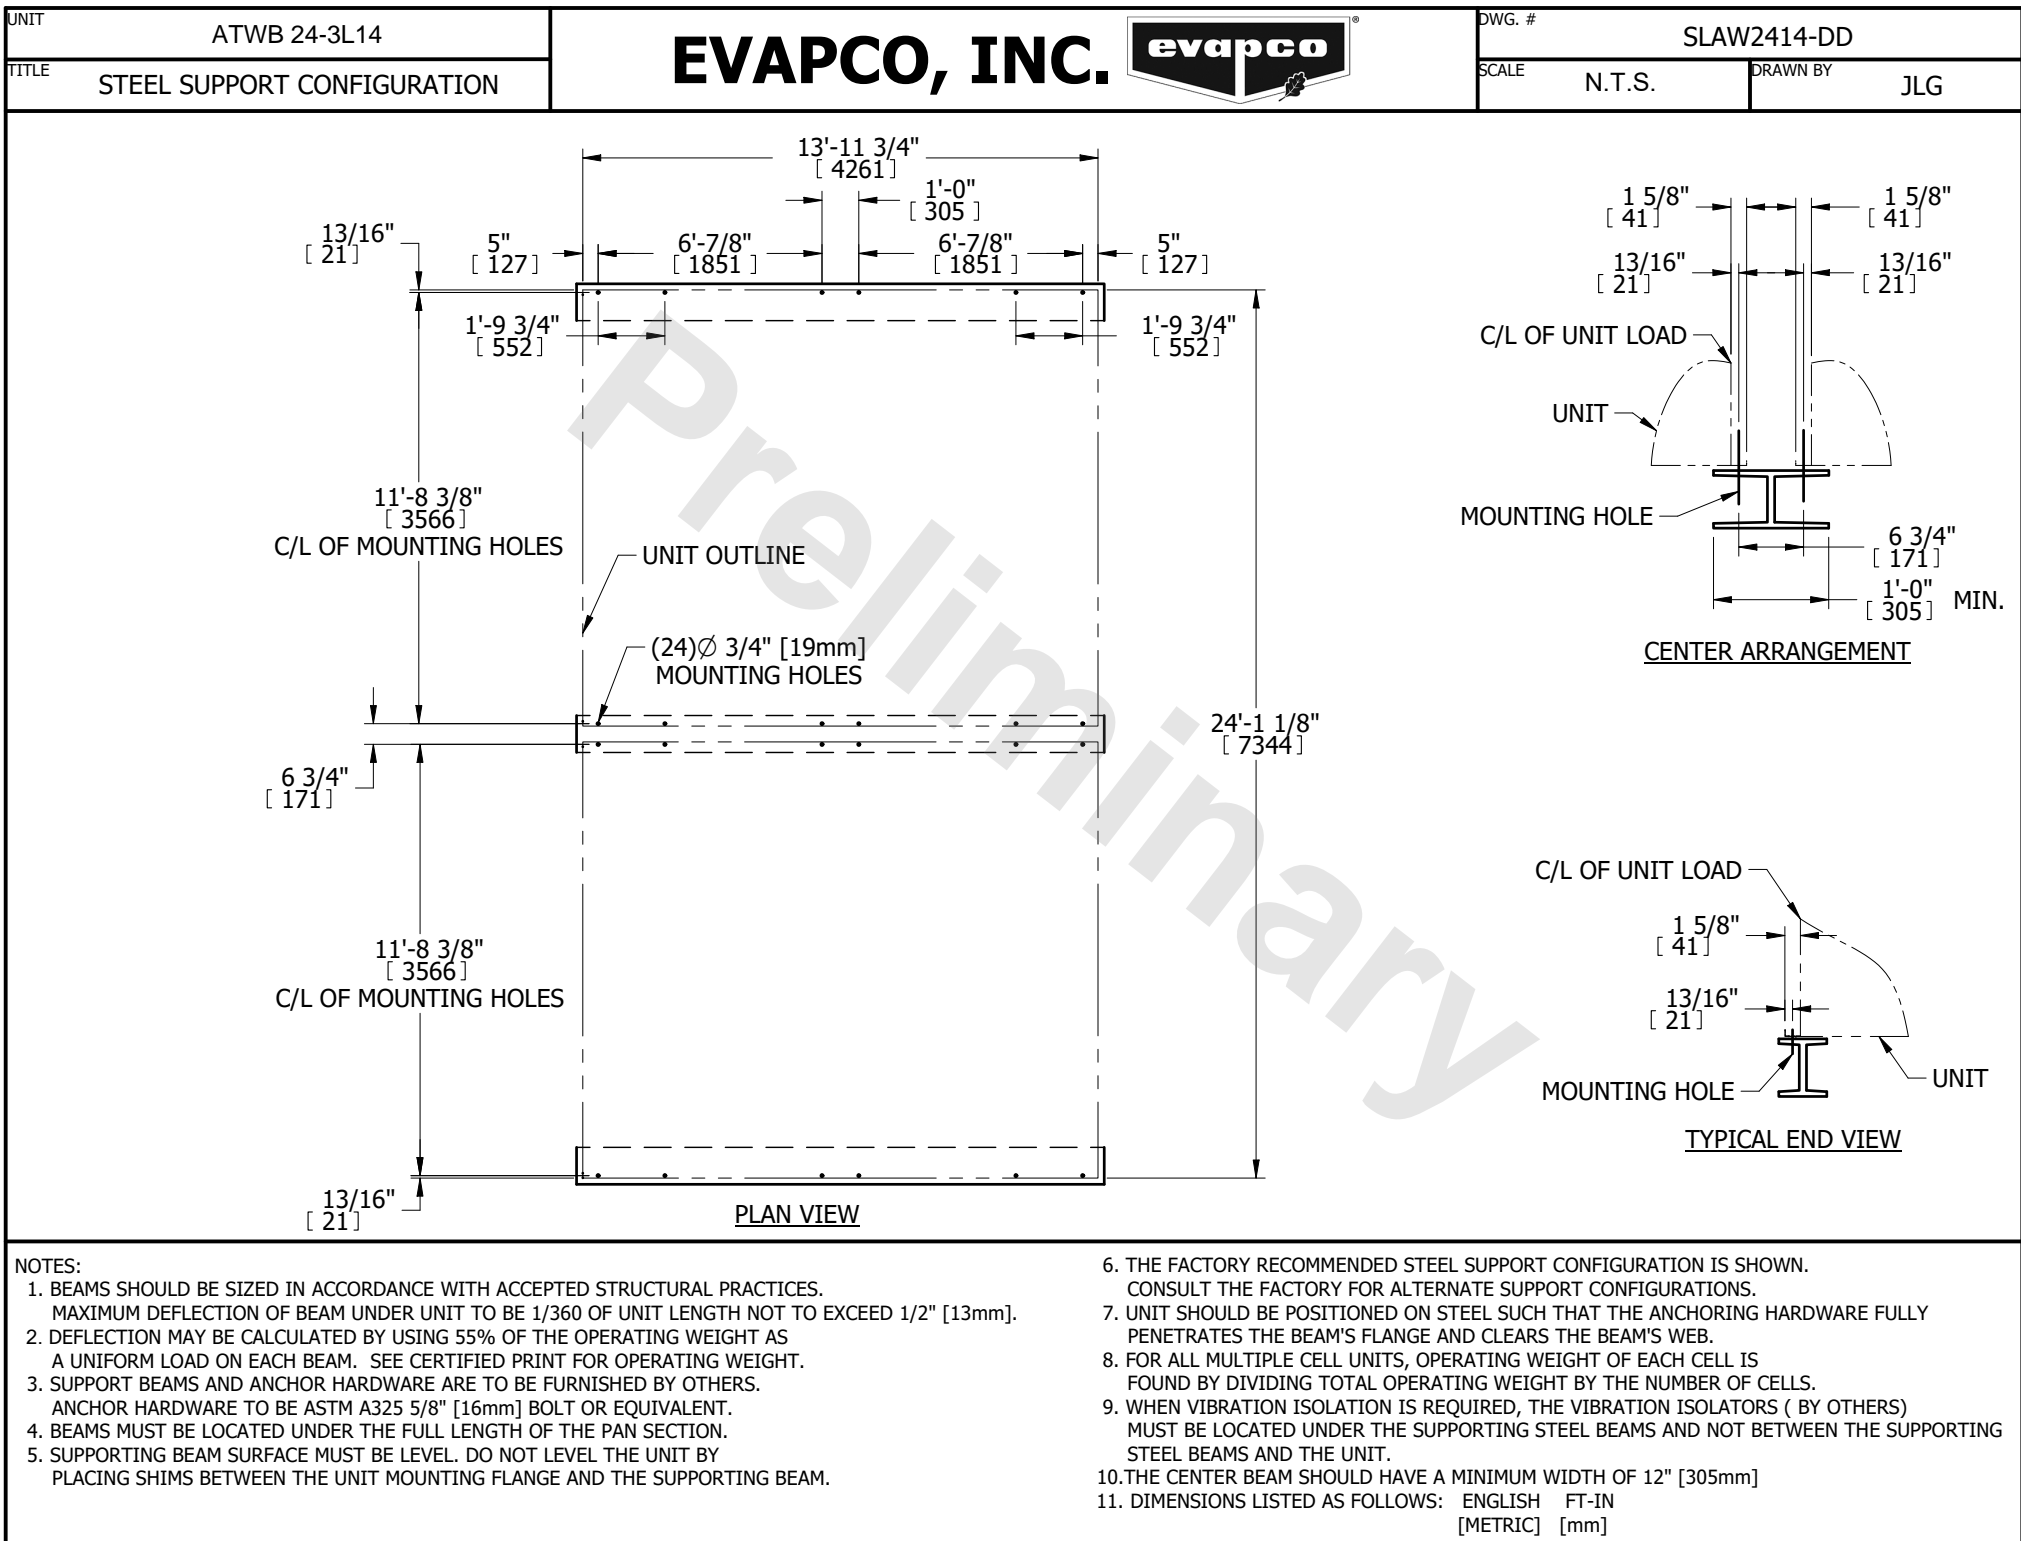 UNIT
ATWB 24-3L14
TITLE
STEEL SUPPORT CONFIGURATION
EVAPCO, INC.
evapco
®
DWG. #
SLAW2414-DD
SCALE
N.T.S.
DRAWN BY
JLG
13'-11 3/4"
[ 4261 ]
1'-0"
[ 305 ]
13/16"
[ 21 ]
5"
[ 127 ]
6'-7/8"
[ 1851 ]
6'-7/8"
[ 1851 ]
5"
[ 127 ]
1'-9 3/4"
[ 552 ]
1'-9 3/4"
[ 552 ]
11'-8 3/8"
[ 3566 ]
C/L OF MOUNTING HOLES
UNIT OUTLINE
(24)∅ 3/4" [19mm]
MOUNTING HOLES
24'-1 1/8"
[ 7344 ]
6 3/4"
[ 171 ]
11'-8 3/8"
[ 3566 ]
C/L OF MOUNTING HOLES
13/16"
[ 21 ]
PLAN VIEW
Preliminary
1 5/8"
[ 41 ]
1 5/8"
[ 41 ]
13/16"
[ 21 ]
13/16"
[ 21 ]
C/L OF UNIT LOAD
UNIT
MOUNTING HOLE
6 3/4"
[ 171 ]
1'-0"
[ 305 ] MIN.
CENTER ARRANGEMENT
C/L OF UNIT LOAD
1 5/8"
[ 41 ]
13/16"
[ 21 ]
MOUNTING HOLE
UNIT
TYPICAL END VIEW
NOTES:
1. BEAMS SHOULD BE SIZED IN ACCORDANCE WITH ACCEPTED STRUCTURAL PRACTICES.
MAXIMUM DEFLECTION OF BEAM UNDER UNIT TO BE 1/360 OF UNIT LENGTH NOT TO EXCEED 1/2" [13mm].
2. DEFLECTION MAY BE CALCULATED BY USING 55% OF THE OPERATING WEIGHT AS
A UNIFORM LOAD ON EACH BEAM. SEE CERTIFIED PRINT FOR OPERATING WEIGHT.
3. SUPPORT BEAMS AND ANCHOR HARDWARE ARE TO BE FURNISHED BY OTHERS.
ANCHOR HARDWARE TO BE ASTM A325 5/8" [16mm] BOLT OR EQUIVALENT.
4. BEAMS MUST BE LOCATED UNDER THE FULL LENGTH OF THE PAN SECTION.
5. SUPPORTING BEAM SURFACE MUST BE LEVEL. DO NOT LEVEL THE UNIT BY
PLACING SHIMS BETWEEN THE UNIT MOUNTING FLANGE AND THE SUPPORTING BEAM.
6. THE FACTORY RECOMMENDED STEEL SUPPORT CONFIGURATION IS SHOWN.
CONSULT THE FACTORY FOR ALTERNATE SUPPORT CONFIGURATIONS.
7. UNIT SHOULD BE POSITIONED ON STEEL SUCH THAT THE ANCHORING HARDWARE FULLY
PENETRATES THE BEAM'S FLANGE AND CLEARS THE BEAM'S WEB.
8. FOR ALL MULTIPLE CELL UNITS, OPERATING WEIGHT OF EACH CELL IS
FOUND BY DIVIDING TOTAL OPERATING WEIGHT BY THE NUMBER OF CELLS.
9. WHEN VIBRATION ISOLATION IS REQUIRED, THE VIBRATION ISOLATORS ( BY OTHERS)
MUST BE LOCATED UNDER THE SUPPORTING STEEL BEAMS AND NOT BETWEEN THE SUPPORTING
STEEL BEAMS AND THE UNIT.
10.THE CENTER BEAM SHOULD HAVE A MINIMUM WIDTH OF 12" [305mm]
11. DIMENSIONS LISTED AS FOLLOWS: ENGLISH FT-IN
[METRIC] [mm]